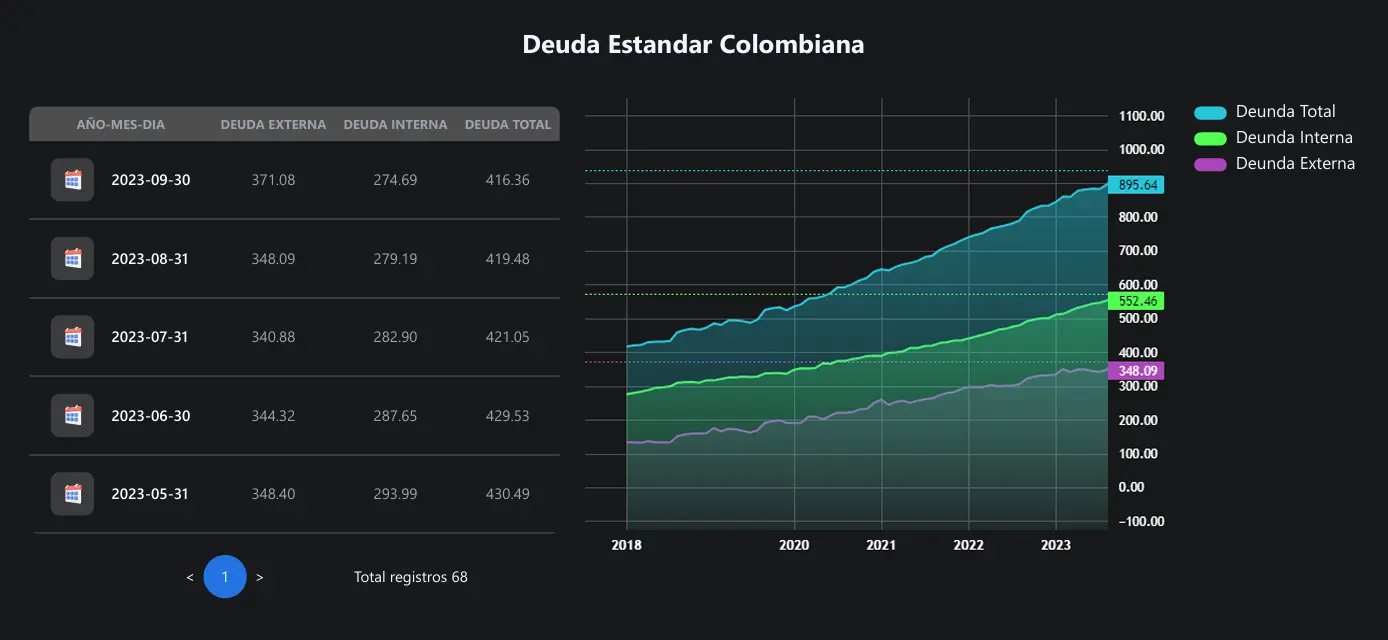 Deuda Estandar Colombiana
AÑO-MES-DIA DEUDA EXTERNA DEUDA INTERNA DEUDA TOTAL
2023-09-30 371.08 274.69 416.36
2023-08-31 348.09 279.19 419.48
2023-07-31 340.88 282.90 421.05
2023-06-30 344.32 287.65 429.53
2023-05-31 348.40 293.99 430.49
< 1 > Total registros 68
1100.00
1000.00
895.64
800.00
700.00
600.00
552.46
500.00
400.00
348.09
300.00
200.00
100.00
0.00
−100.00
2018 2020 2021 2022 2023
Deunda Total
Deunda Interna
Deunda Externa